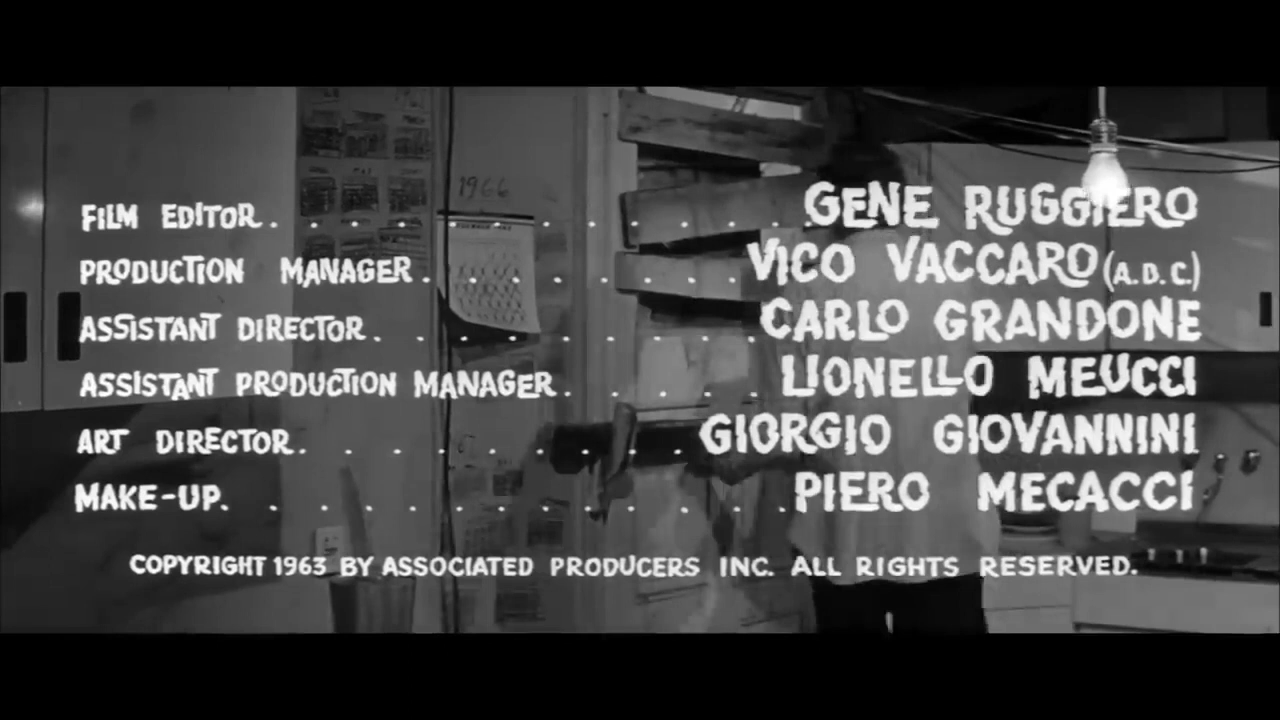 1966
FILM EDITOR. . . . . . . . . . . . GENE RUGGIERO
PRODUCTION MANAGER. . . . . . . . VICO VACCARO (A.D.C.)
ASSISTANT DIRECTOR. . . . . . . . . CARLO GRANDONE
ASSISTANT PRODUCTION MANAGER. . . . . LIONELLO MEUCCI
ART DIRECTOR. . . . . . . . . GIORGIO GIOVANNINI
MAKE-UP. . . . . . . . . . . . PIERO MECACCI
COPYRIGHT 1963 BY ASSOCIATED PRODUCERS INC. ALL RIGHTS RESERVED.